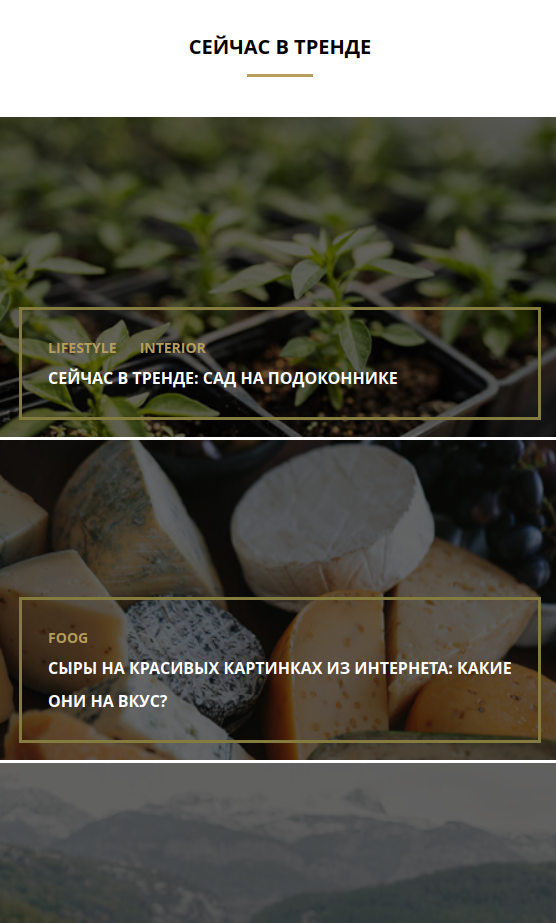 СЕЙЧАС В ТРЕНДЕ
LIFESTYLE INTERIOR
СЕЙЧАС В ТРЕНДЕ: САД НА ПОДОКОННИКЕ
FOOG
СЫРЫ НА КРАСИВЫХ КАРТИНКАХ ИЗ ИНТЕРНЕТА: КАКИЕ
ОНИ НА ВКУС?